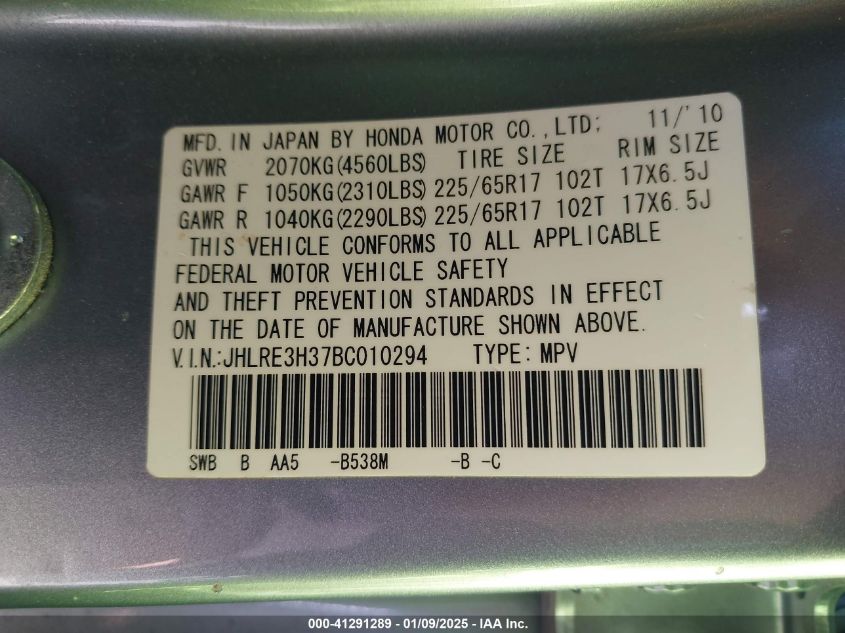 MFD. IN JAPAN BY HONDA MOTOR CO.,LTD; 11/'10
GVWR 2070KG(4560LBS) TIRE SIZE RIM SIZE
GAWR F 1050KG(2310LBS) 225/65R17 102T 17X6.5J
GAWR R 1040KG(2290LBS) 225/65R17 102T 17X6.5J
THIS VEHICLE CONFORMS TO ALL APPLICABLE
FEDERAL MOTOR VEHICLE SAFETY
AND THEFT PREVENTION STANDARDS IN EFFECT
ON THE DATE OF MANUFACTURE SHOWN ABOVE.
V.I.N.:JHLRE3H37BC010294 TYPE: MPV
SWB B AA5 -B538M -B -C
000-41291289 - 01/09/2025 - IAA Inc.